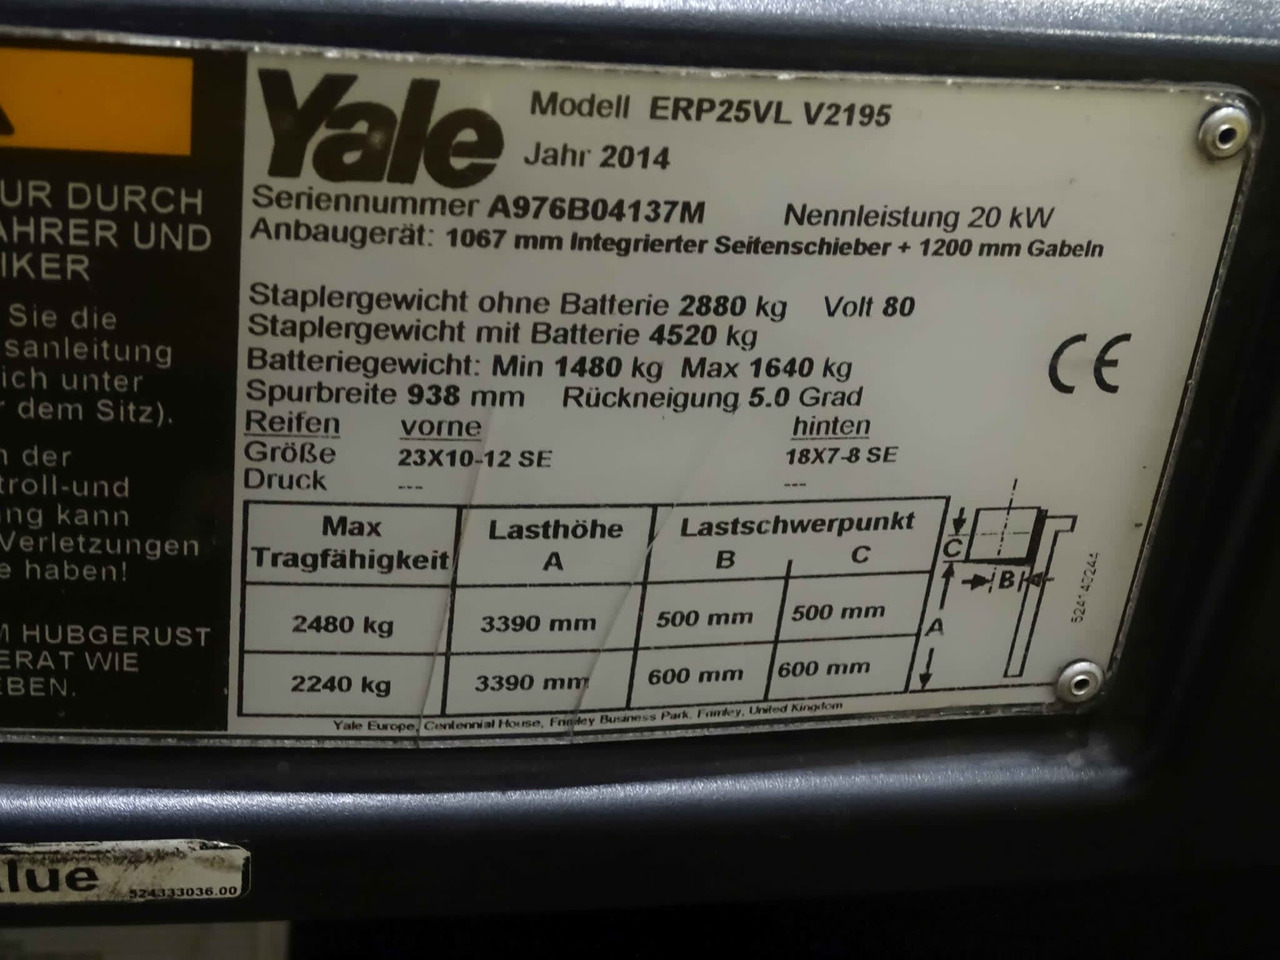 UR DURCH
AHRER UND
IKER
Sie die
sanleitung
ich unter
dem Sitz).
der
troll-und
ng kann
Verletzungen
e haben!
M HUBGERUST
ERAT WIE
EBEN.
Yale
Modell ERP25VL V2195
Jahr 2014
Seriennummer A976B04137M Nennleistung 20 kW
Anbaugerät: 1067 mm Integrierter Seitenschieber + 1200 mm Gabeln
Staplergewicht ohne Batterie 2880 kg Volt 80
Staplergewicht mit Batterie 4520 kg
Batteriegewicht: Min 1480 kg Max 1640 kg
Spurbreite 938 mm Rückneigung 5.0 Grad
CE
Reifen vorne hinten
Größe 23X10-12 SE 18X7-8 SE
Druck --- ---
Max Tragfähigkeit Lasthöhe A Lastschwerpunkt B C
2480 kg 3390 mm 500 mm 500 mm
2240 kg 3390 mm 600 mm 600 mm
C
B
A
524140244
Yale Europe, Centennial House, Frimley Business Park, Frimley, United Kingdom
lue
524333036.00